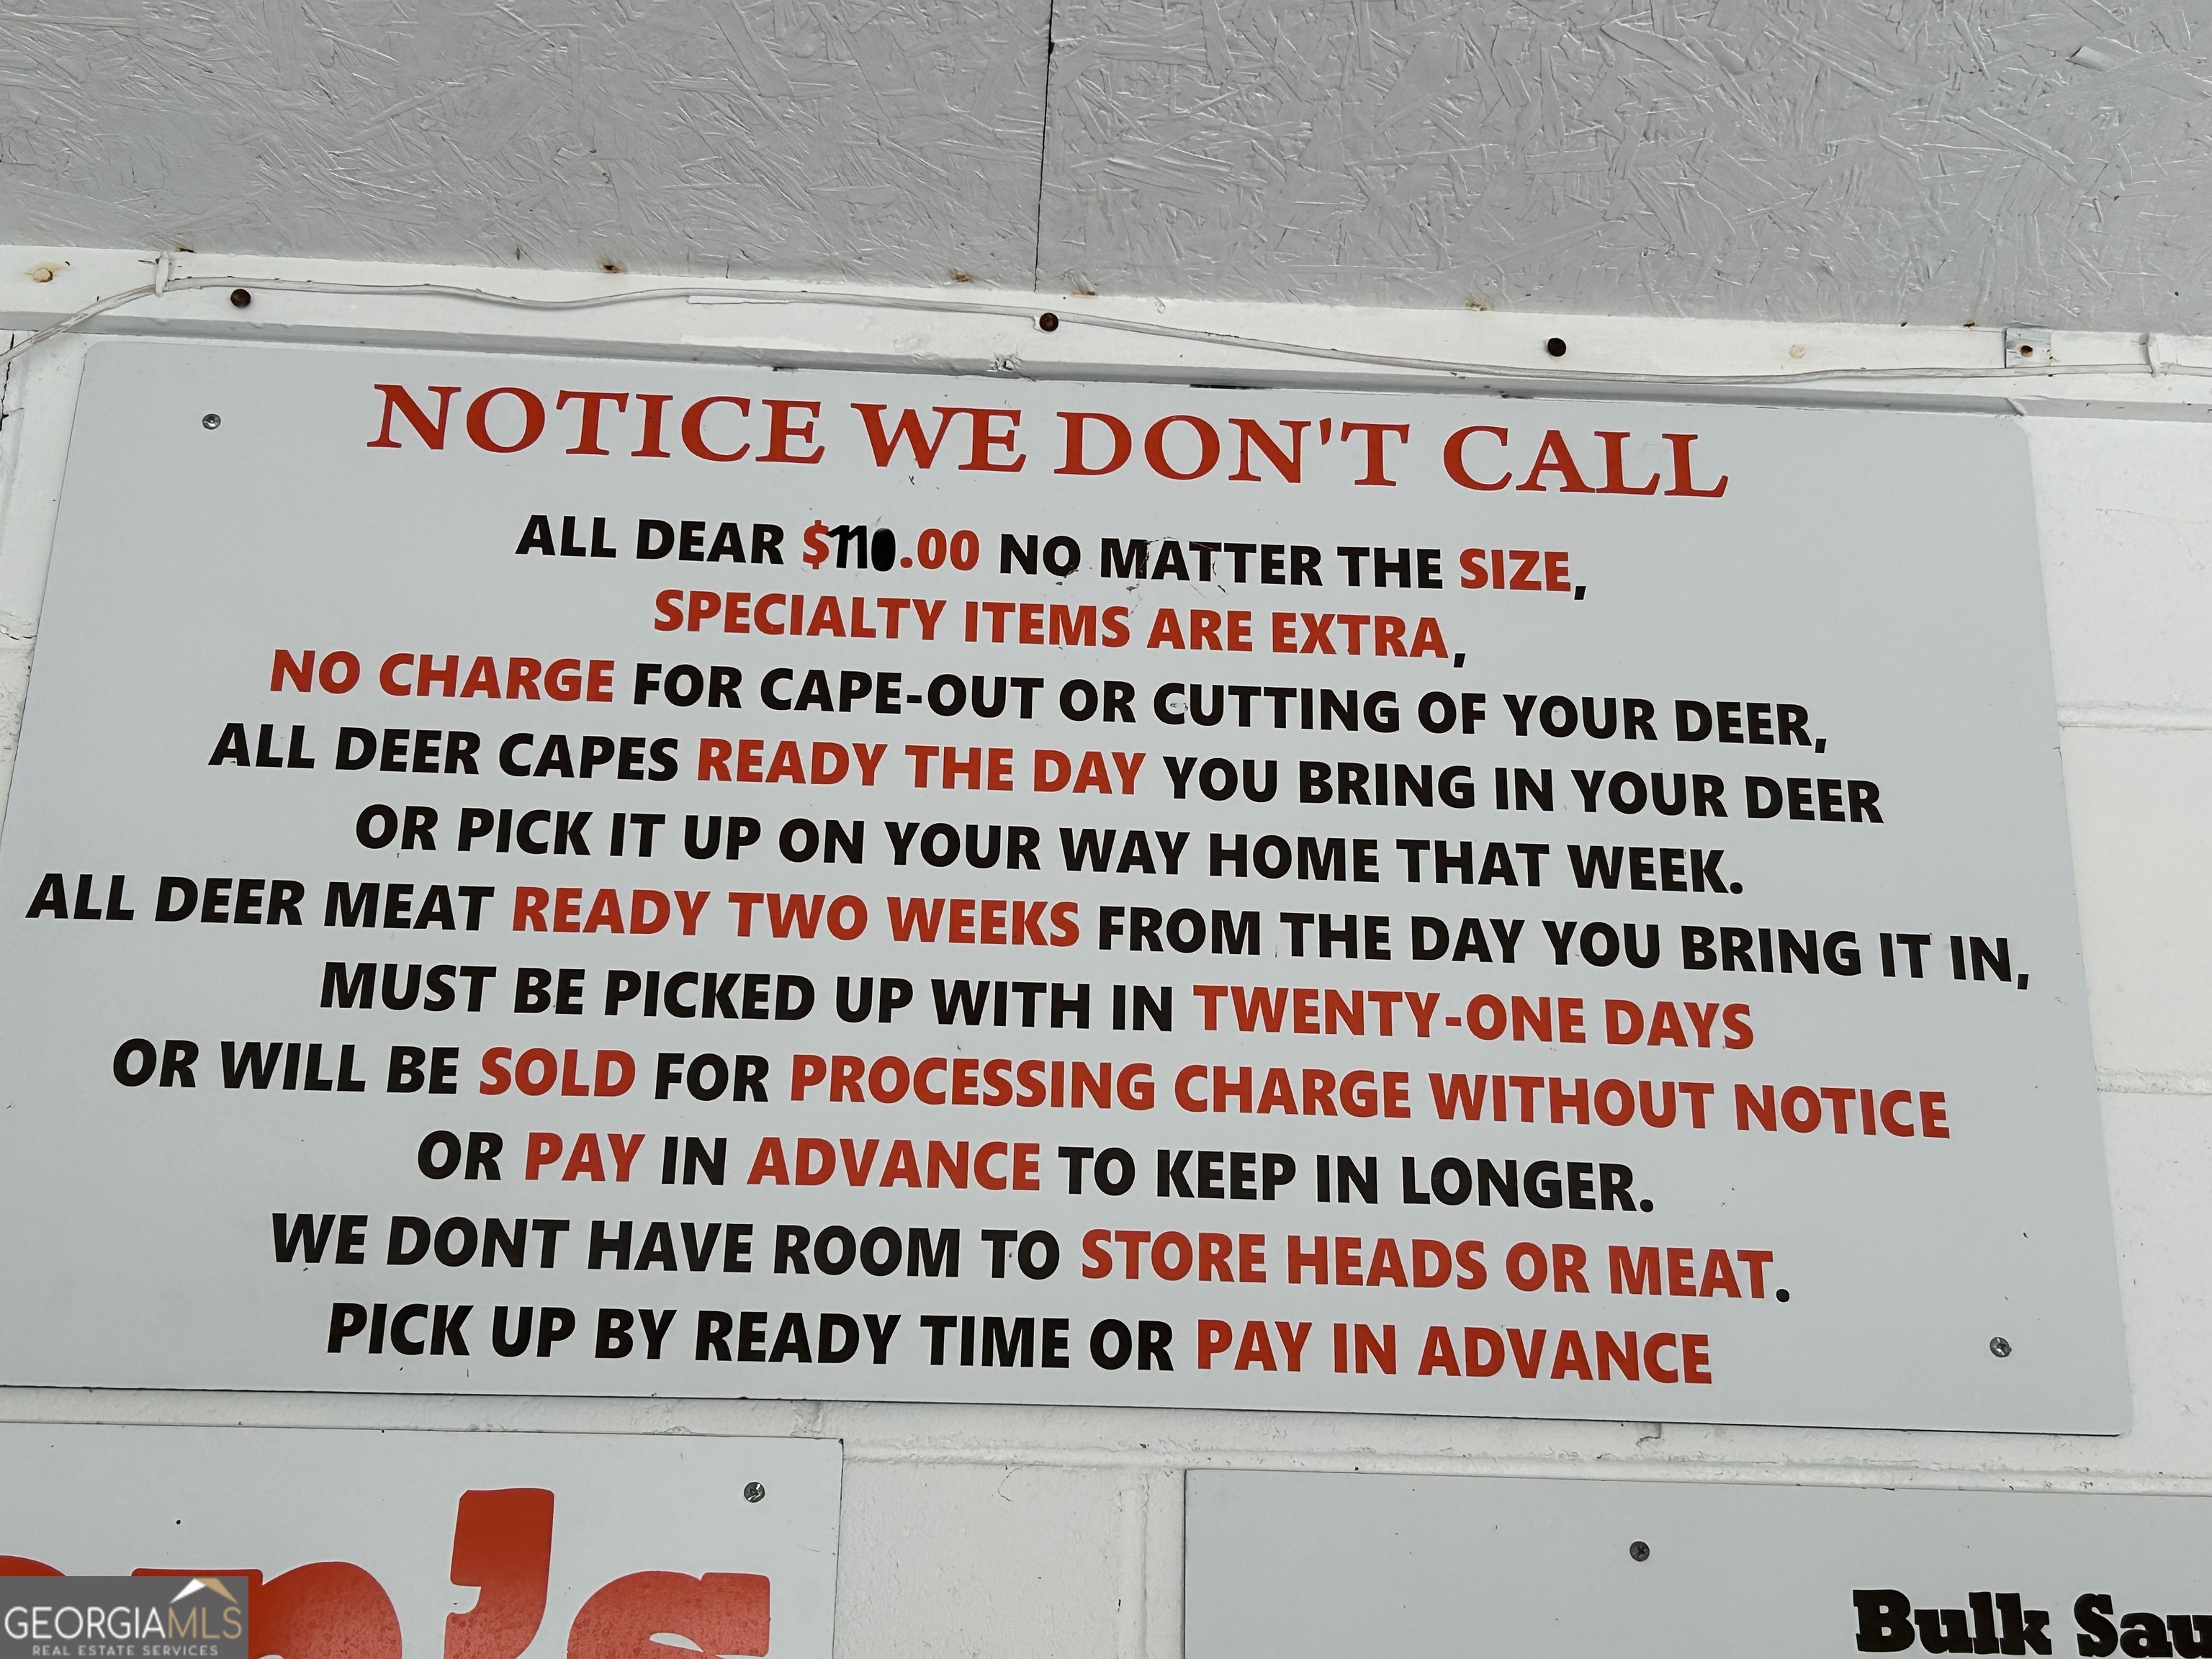 NOTICE WE DON'T CALL
ALL DEAR $110.00 NO MATTER THE SIZE,
SPECIALTY ITEMS ARE EXTRA,
NO CHARGE FOR CAPE-OUT OR CUTTING OF YOUR DEER,
ALL DEER CAPES READY THE DAY YOU BRING IN YOUR DEER
OR PICK IT UP ON YOUR WAY HOME THAT WEEK.
ALL DEER MEAT READY TWO WEEKS FROM THE DAY YOU BRING IT IN,
MUST BE PICKED UP WITH IN TWENTY-ONE DAYS
OR WILL BE SOLD FOR PROCESSING CHARGE WITHOUT NOTICE
OR PAY IN ADVANCE TO KEEP IN LONGER.
WE DONT HAVE ROOM TO STORE HEADS OR MEAT.
PICK UP BY READY TIME OR PAY IN ADVANCE
Bulk
GEORGIAMLS
REAL ESTATE SERVICES